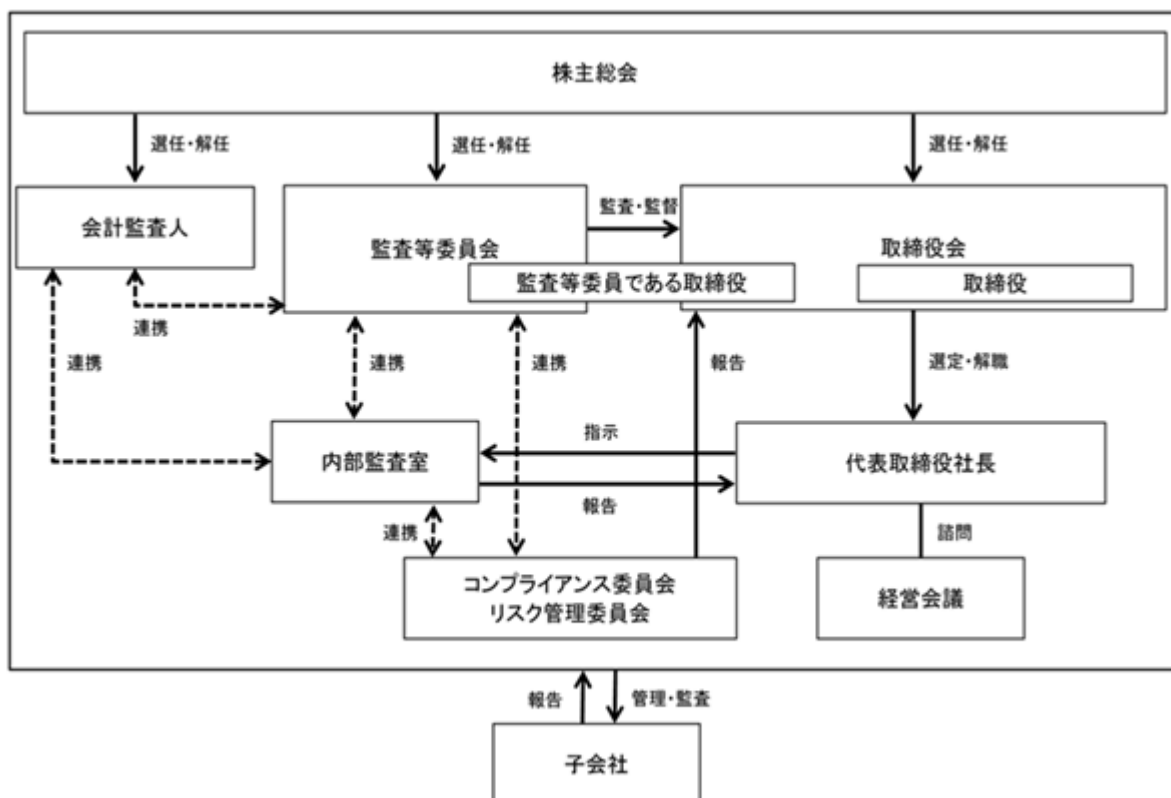 株主総会
選任・解任
選任・解任
選任・解任
会計監査人
監査等委員会
監査・監督
取締役会
監査等委員である取締役
取締役
連携
連携
連携
連携
報告
選定・解職
内部監査室
指示
報告
代表取締役社長
連携
諮問
コンプライアンス委員会
リスク管理委員会
経営会議
報告
管理・監査
子会社